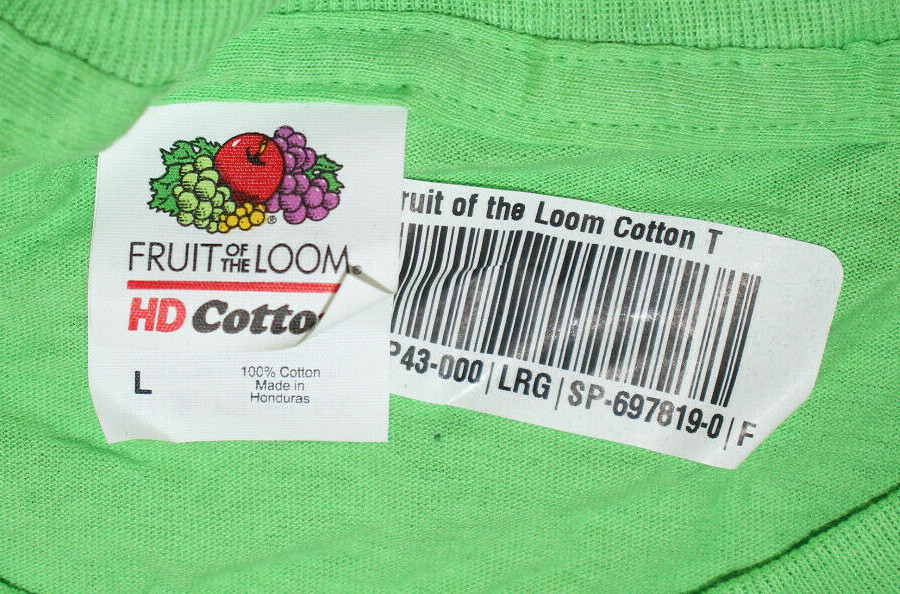 FRUIT OF THE LOOM®
HD Cotto
L
100% Cotton
Made in
Honduras
ruit of the Loom Cotton T
P43-000 | LRG | SP-697819-0 | F